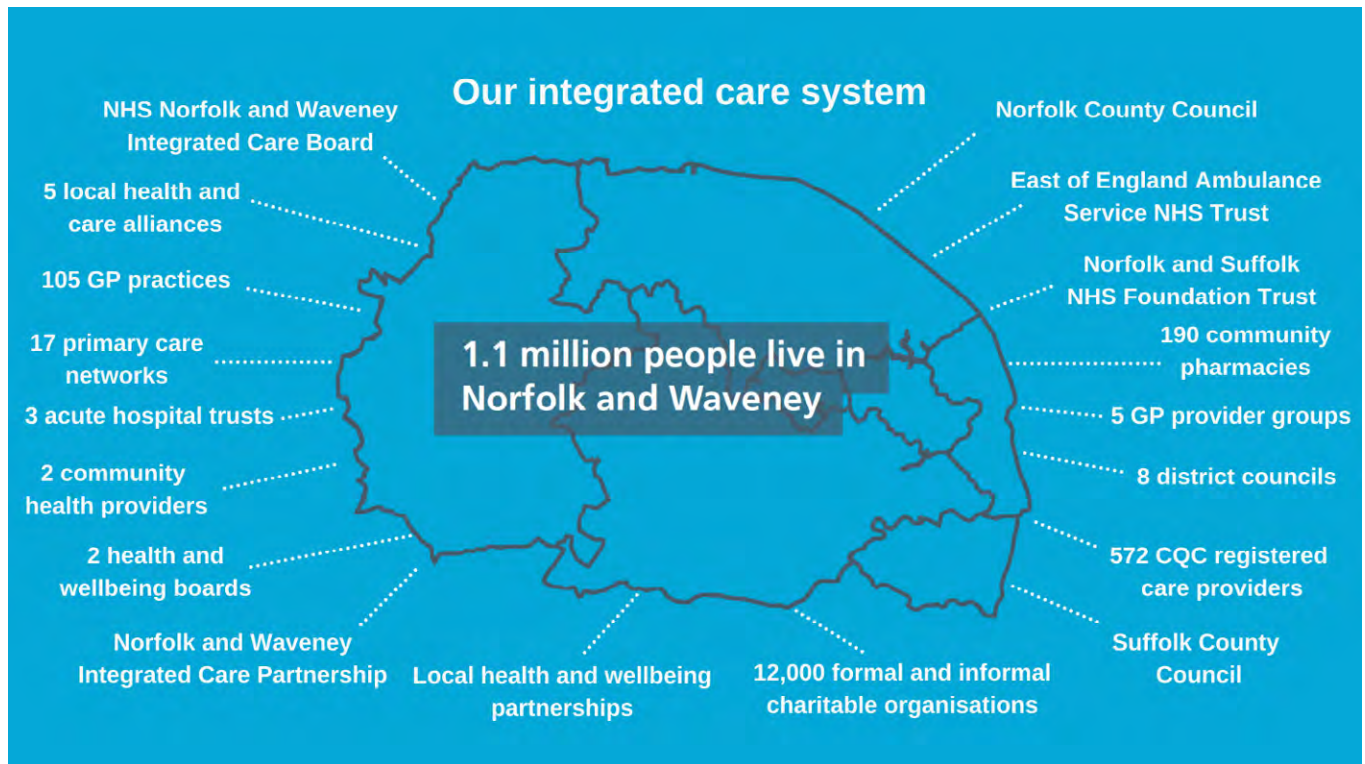 Our integrated care system
NHS Norfolk and Waveney
Integrated Care Board
5 local health and
care alliances
105 GP practices
17 primary care
networks
3 acute hospital trusts
2 community
health providers
2 health and
wellbeing boards
Norfolk and Waveney
Integrated Care Partnership
Local health and wellbeing
partnerships
12,000 formal and informal
charitable organisations
1.1 million people live in
Norfolk and Waveney
Norfolk County Council
East of England Ambulance
Service NHS Trust
Norfolk and Suffolk
NHS Foundation Trust
190 community
pharmacies
5 GP provider groups
8 district councils
572 CQC registered
care providers
Suffolk County
Council